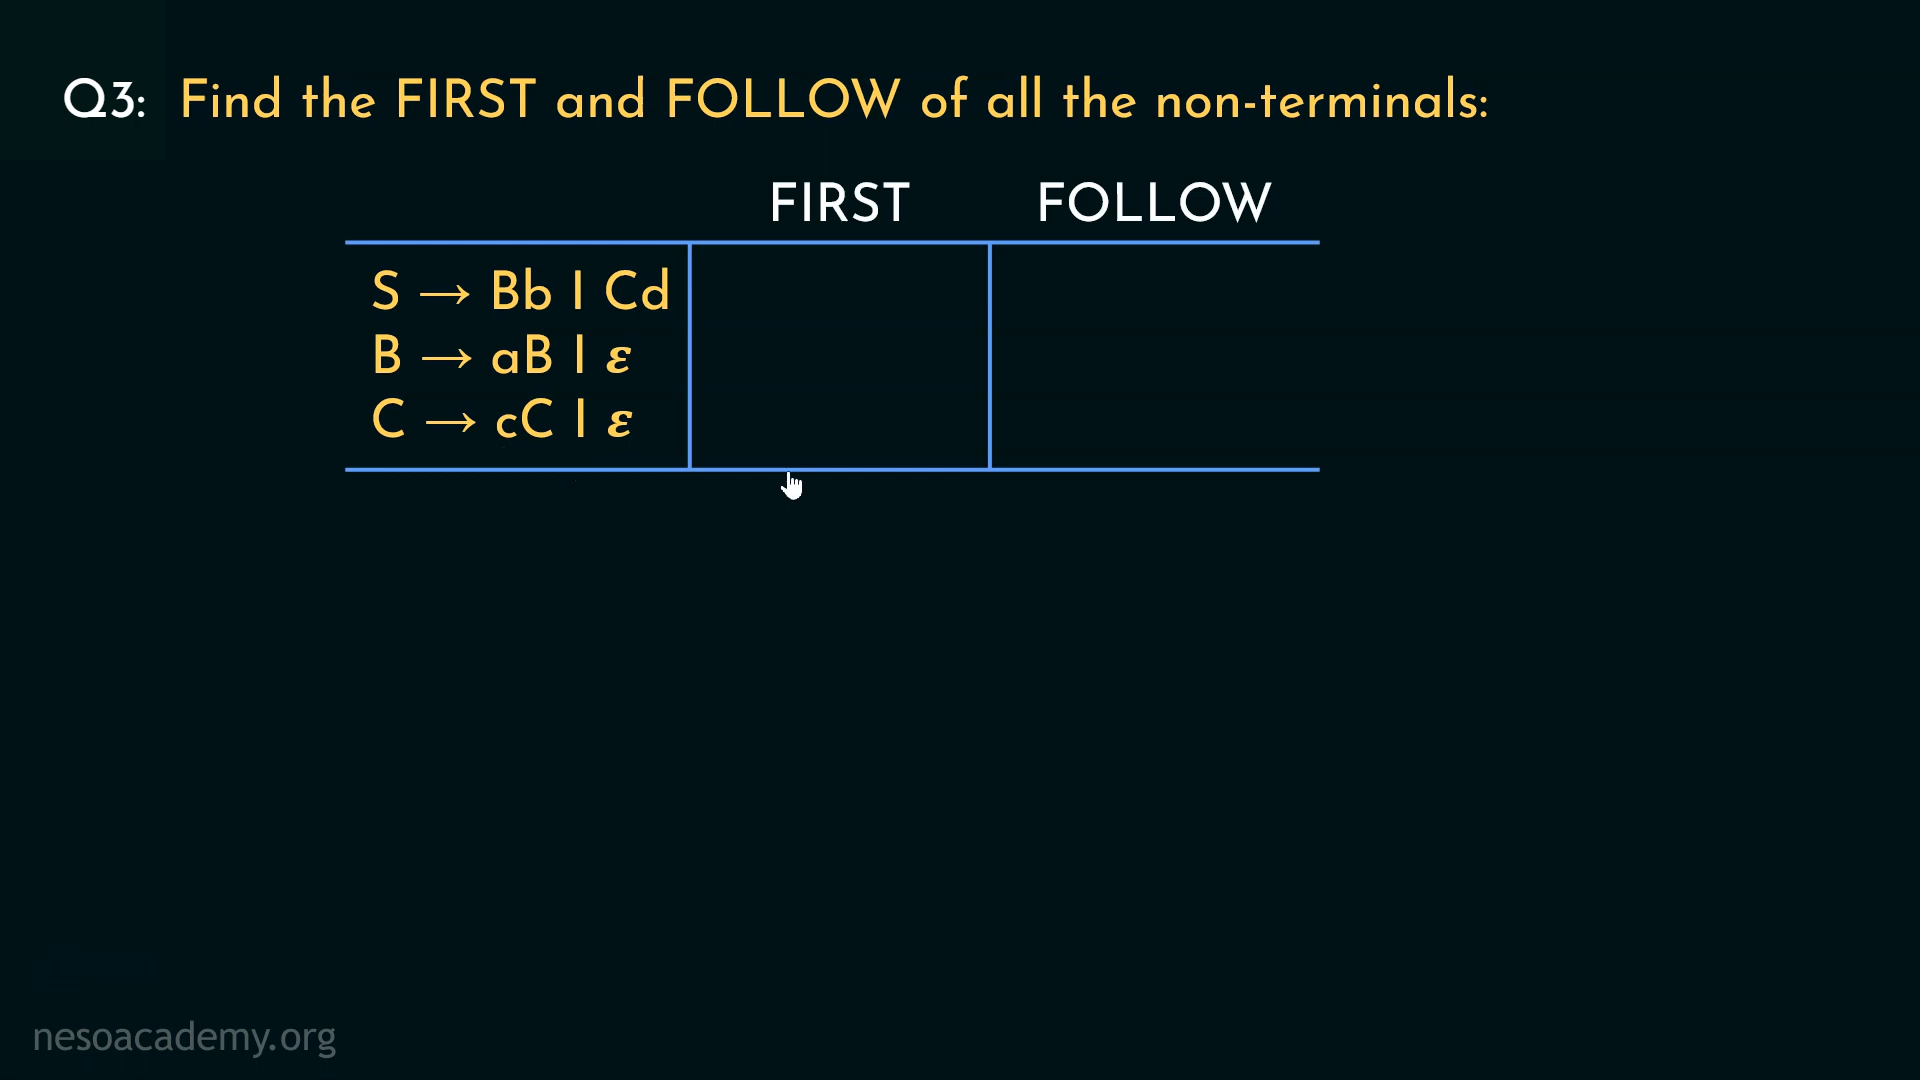 Q3: Find the FIRST and FOLLOW of all the non-terminals:
FIRST FOLLOW
S → Bb | Cd
B → aB | ε
C → cC | ε
nesoacademy.org